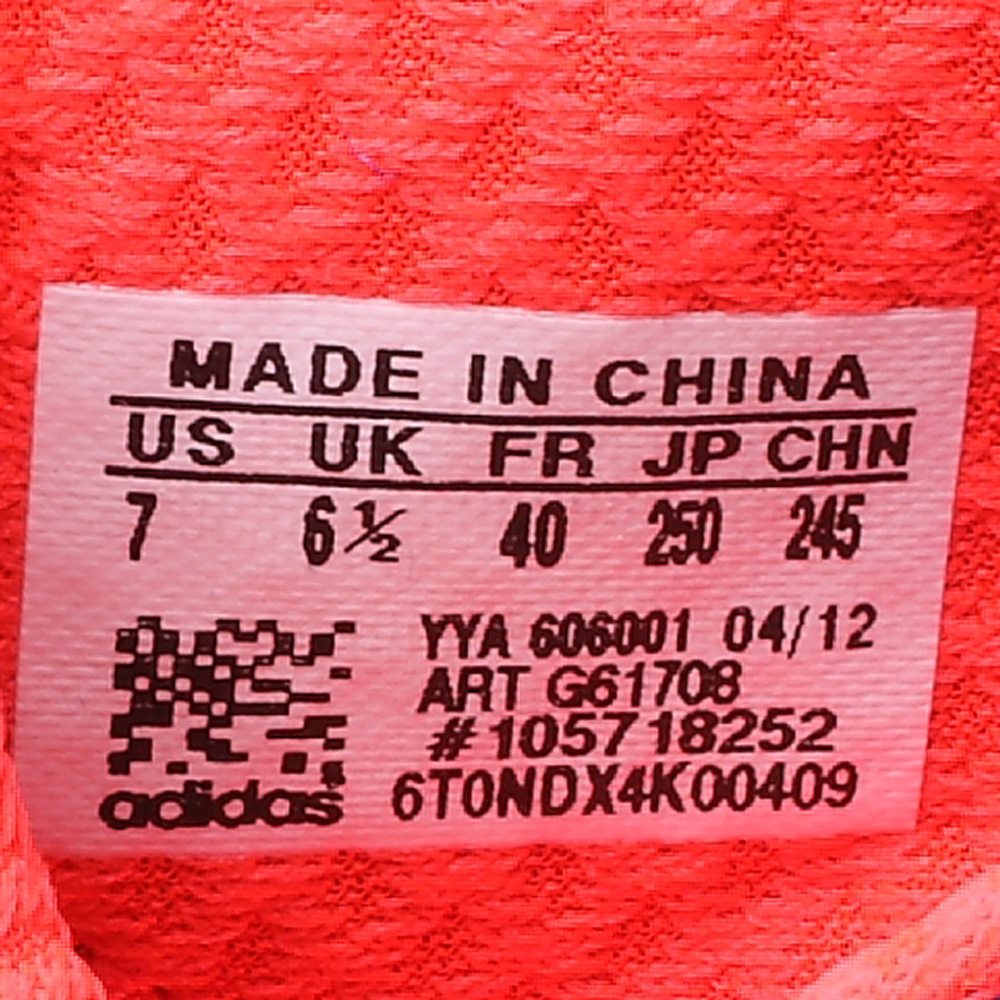 MADE IN CHINA
US UK FR JP CHN
7 6½ 40 250 245
YYA 606001 04/12
ART G61708
#105718252
6T0NDX4K00409
adidas